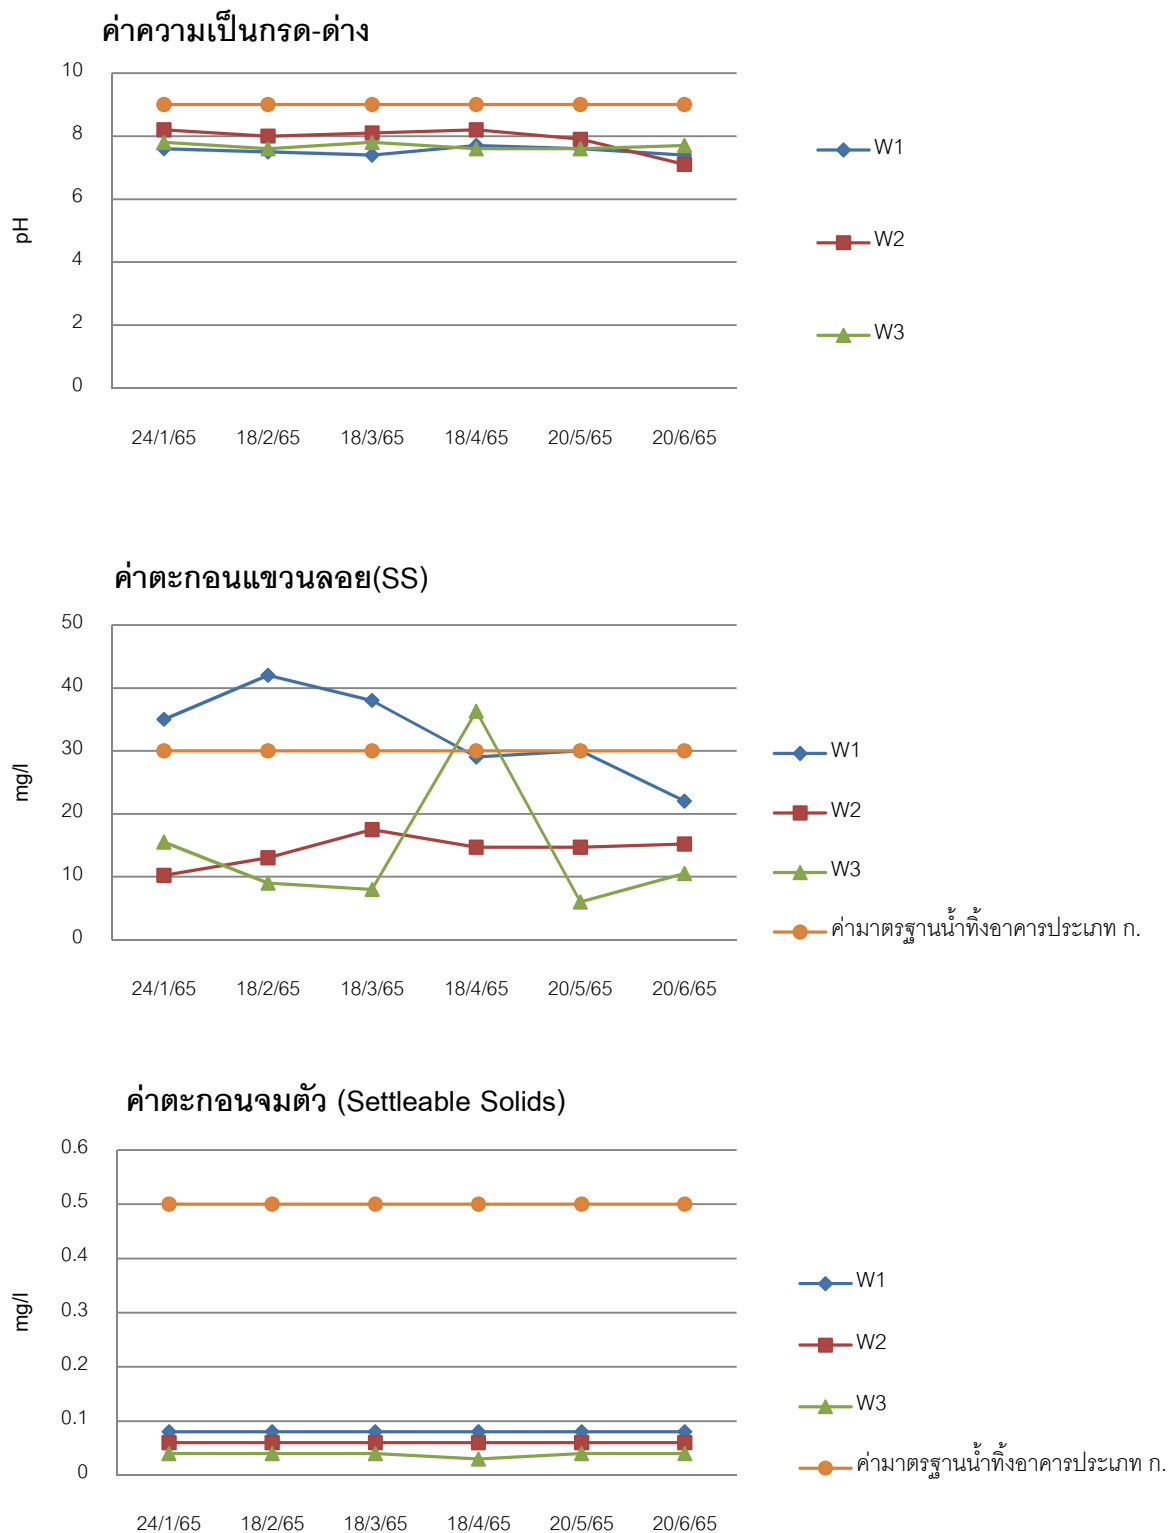 ค่าความเป็นกรด-ด่าง
10
8
6
4
2
0
pH
24/1/65 18/2/65 18/3/65 18/4/65 20/5/65 20/6/65
W1
W2
W3
ค่าตะกอนแขวนลอย(SS)
50
40
30
20
10
0
mg/l
24/1/65 18/2/65 18/3/65 18/4/65 20/5/65 20/6/65
W1
W2
W3
ค่ามาตรฐานน้ำทิ้งอาคารประเภท ก.
ค่าตะกอนจมตัว (Settleable Solids)
0.6
0.5
0.4
0.3
0.2
0.1
0
mg/l
24/1/65 18/2/65 18/3/65 18/4/65 20/5/65 20/6/65
W1
W2
W3
ค่ามาตรฐานน้ำทิ้งอาคารประเภท ก.